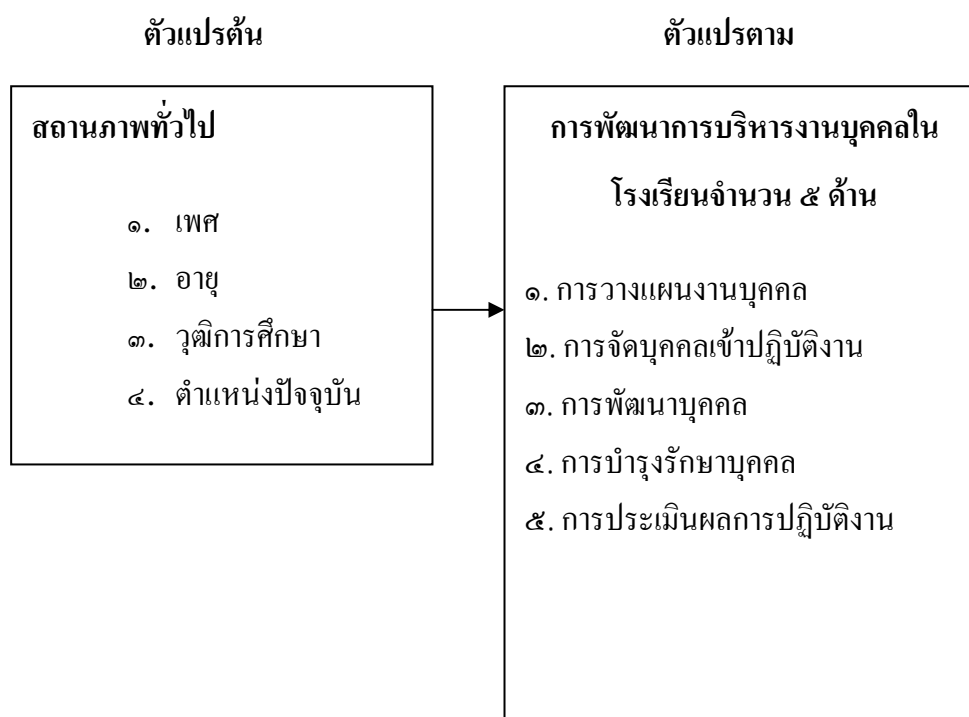 ตัวแปรต้น
ตัวแปรตาม
สถานภาพทั่วไป
๑. เพศ
๒. อายุ
๓. วุฒิการศึกษา
๔. ตำแหน่งปัจจุบัน
การพัฒนาการบริหารงานบุคคลใน
โรงเรียนจำนวน ๕ ด้าน
๑. การวางแผนงานบุคคล
๒. การจัดบุคคลเข้าปฏิบัติงาน
๓. การพัฒนาบุคคล
๔. การบำรุงรักษาบุคคล
๕. การประเมินผลการปฏิบัติงาน